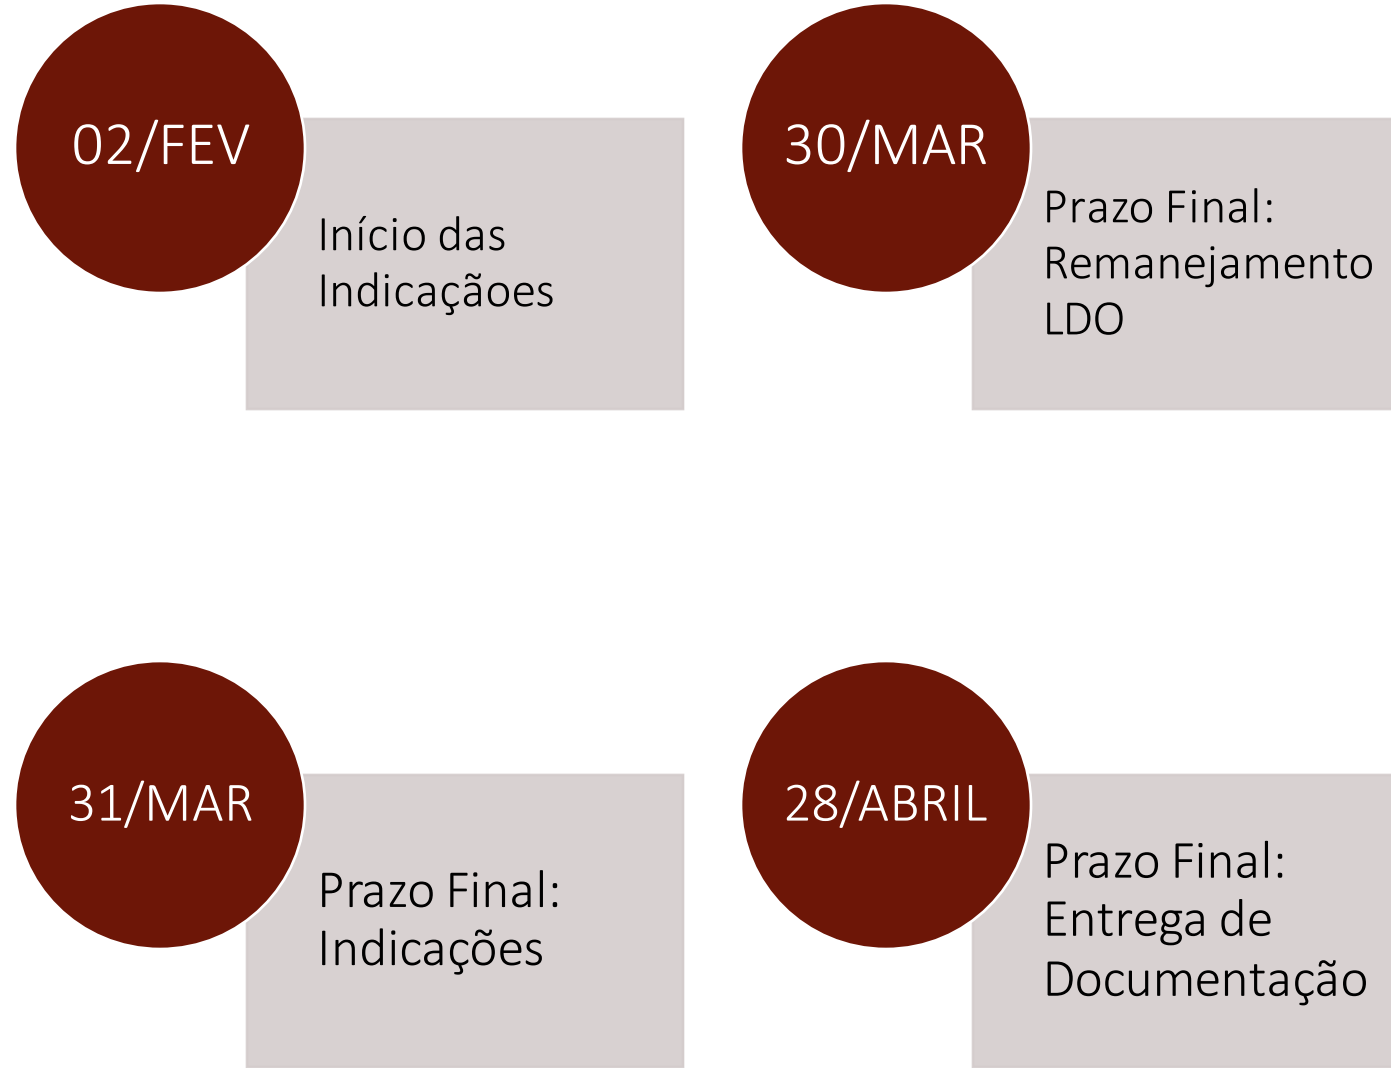 02/FEV
Início das
Indicaçãoes
30/MAR
Prazo Final:
Remanejamento
LDO
31/MAR
Prazo Final:
Indicações
28/ABRIL
Prazo Final:
Entrega de
Documentação